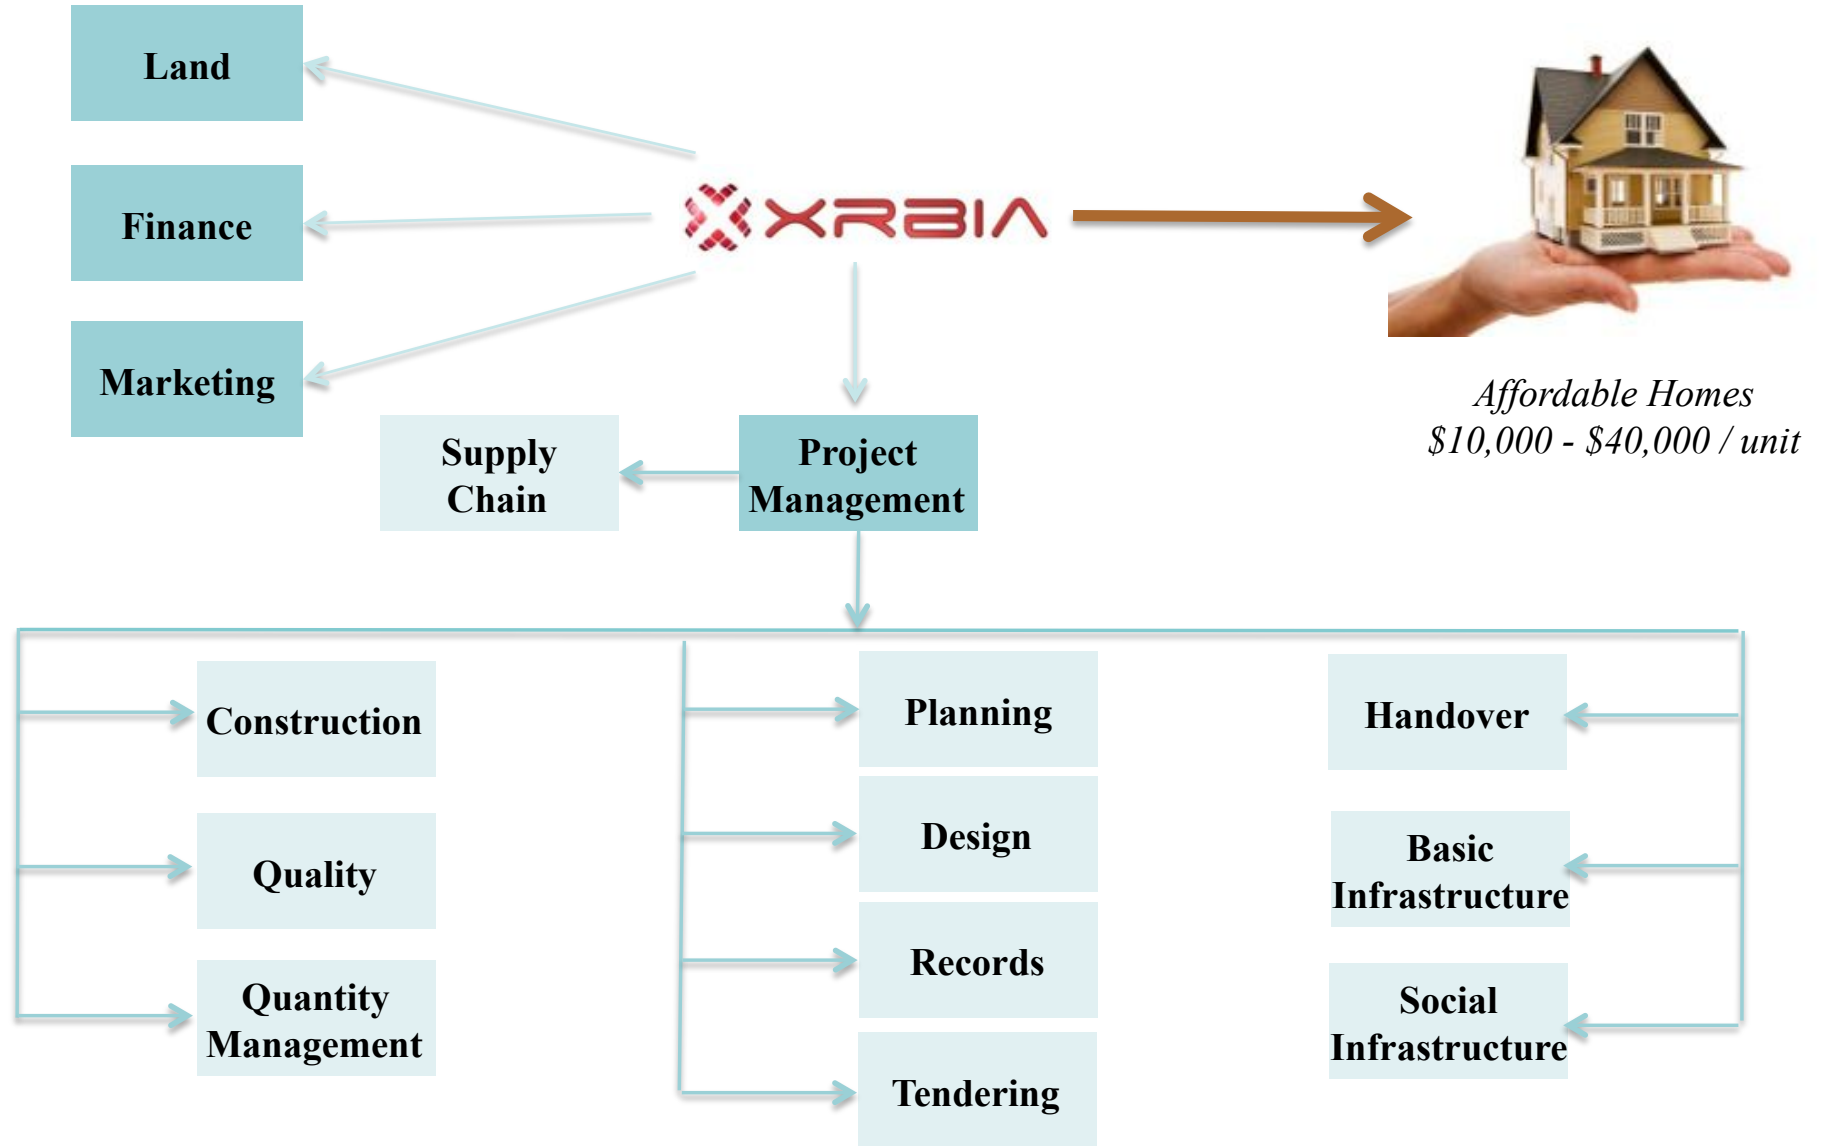 Land
Finance
Marketing
XRBIA
Affordable Homes
$10,000 - $40,000 / unit
Supply
Chain
Project
Management
Construction
Quality
Quantity
Management
Planning
Design
Records
Tendering
Handover
Basic
Infrastructure
Social
Infrastructure